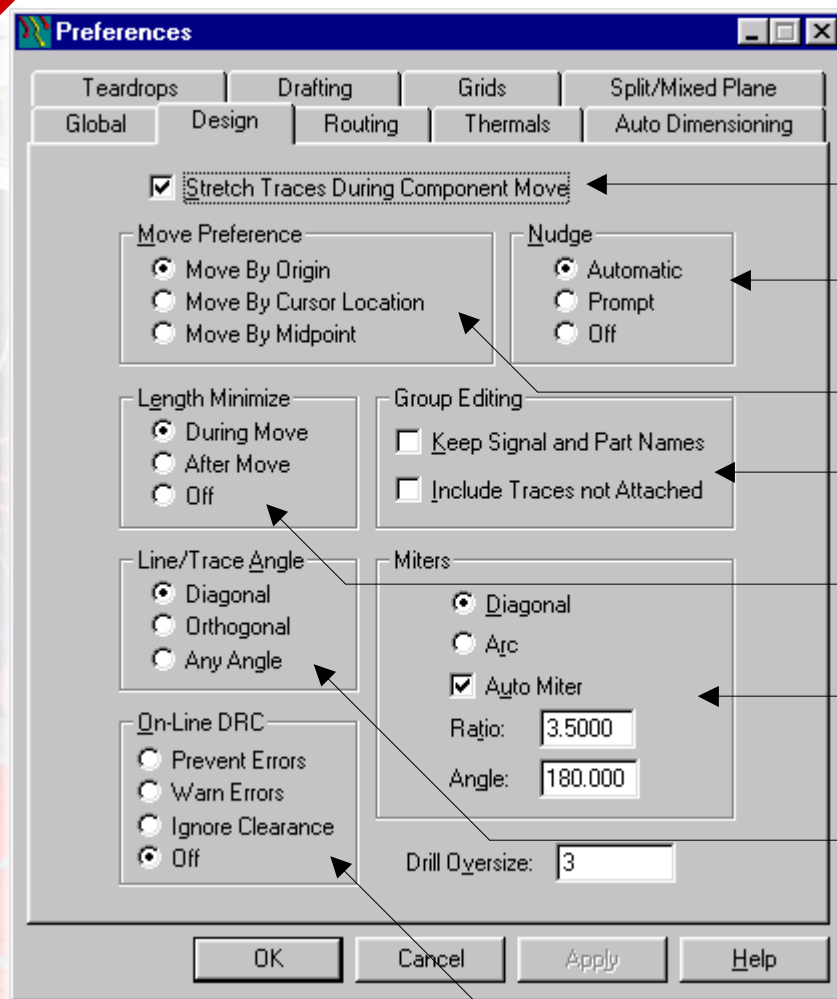 Preferences
Teardrops Drafting Grids Split/Mixed Plane
Global Design Routing Thermals Auto Dimensioning
Stretch Traces During Component Move
Move Preference
Move By Origin
Move By Cursor Location
Move By Midpoint
Nudge
Automatic
Prompt
Off
Length Minimize
During Move
After Move
Off
Group Editing
Keep Signal and Part Names
Include Traces not Attached
Line/Trace Angle
Diagonal
Orthogonal
Any Angle
Miters
Diagonal
Arc
Auto Miter
Ratio: 3.5000
Angle: 180.000
On-Line DRC
Prevent Errors
Warn Errors
Ignore Clearance
Off
Drill Oversize: 3
OK Cancel Apply Help